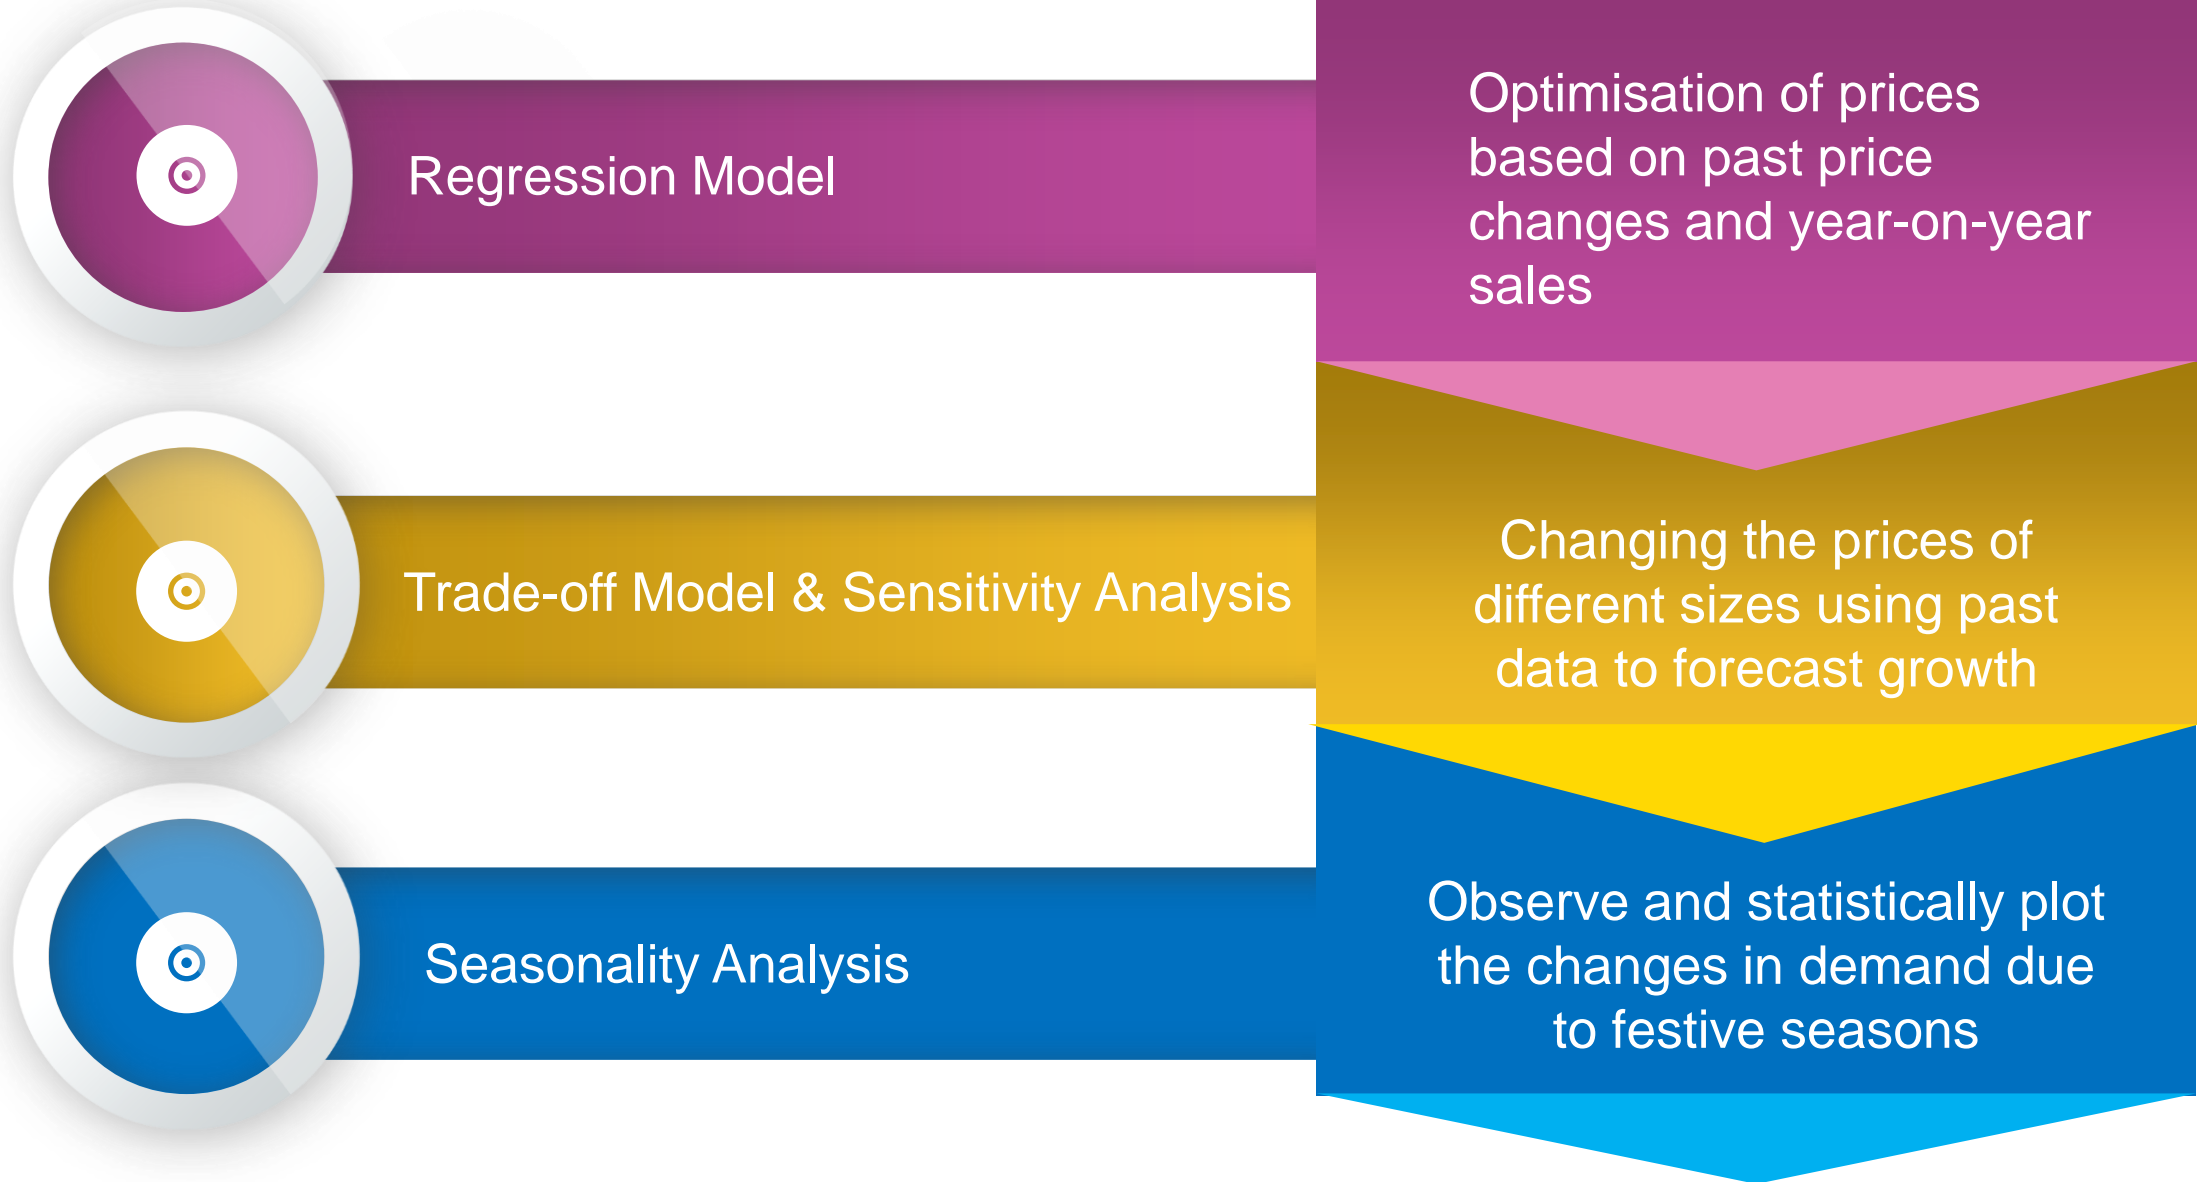 Regression Model
Optimisation of prices
based on past price
changes and year-on-year
sales
Trade-off Model & Sensitivity Analysis
Changing the prices of
different sizes using past
data to forecast growth
Seasonality Analysis
Observe and statistically plot
the changes in demand due
to festive seasons